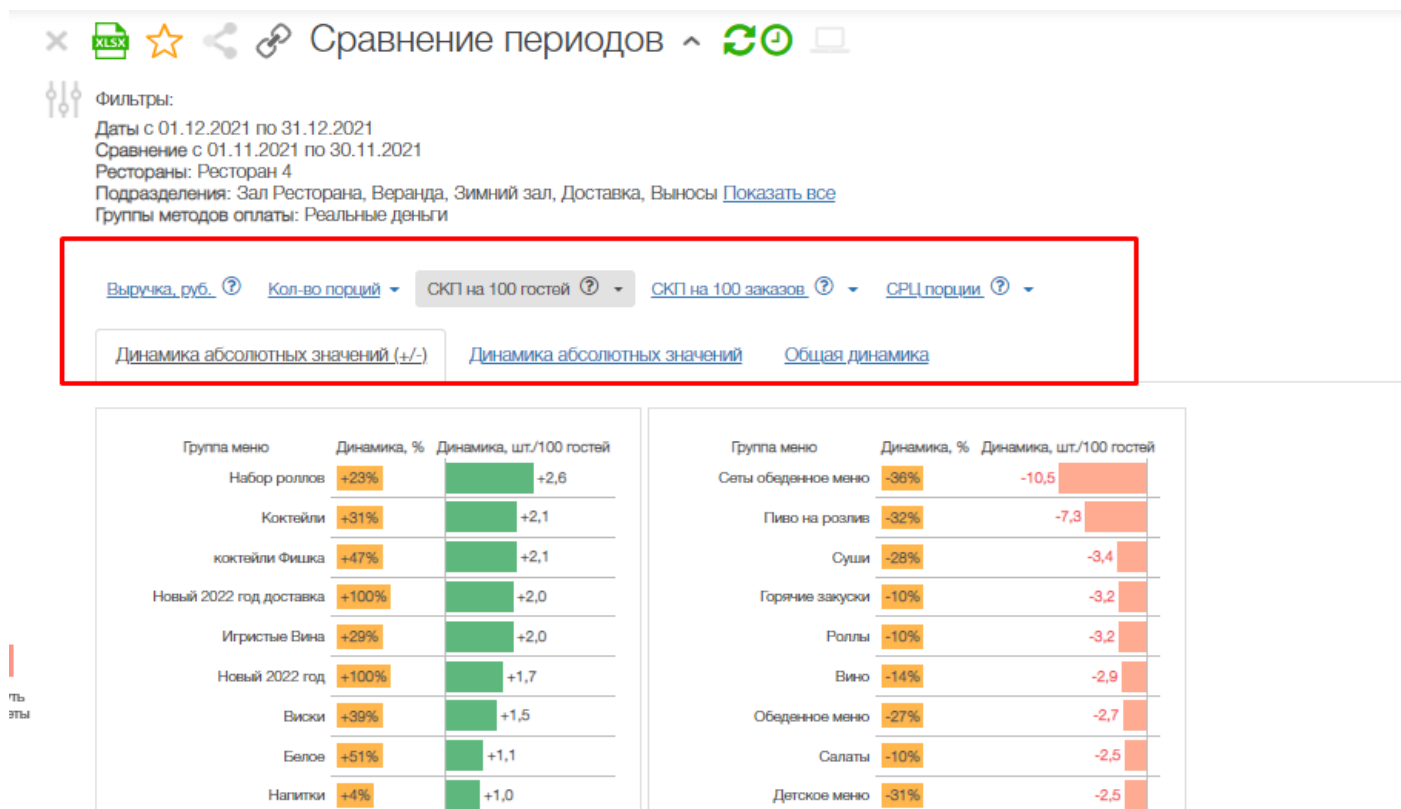 XLSX Сравнение периодов
Фильтры:
Даты с 01.12.2021 по 31.12.2021
Сравнение с 01.11.2021 по 30.11.2021
Рестораны: Ресторан 4
Подразделения: Зал Ресторана, Веранда, Зимний зал, Доставка, Выносы Показать все
Группы методов оплаты: Реальные деньги
Выручка, руб. ? Кол-во порций СКП на 100 гостей ? СКП на 100 заказов ? СРЦ порции ?
Динамика абсолютных значений (+/-) Динамика абсолютных значений Общая динамика
Группа меню Динамика, % Динамика, шт./100 гостей
Набор роллов +23% +2,6
Коктейли +31% +2,1
коктейли Фишка +47% +2,1
Новый 2022 год доставка +100% +2,0
Игристые Вина +29% +2,0
Новый 2022 год +100% +1,7
Виски +39% +1,5
Белое +51% +1,1
Напитки +4% +1,0
Группа меню Динамика, % Динамика, шт./100 гостей
Сеты обеденное меню -36% -10,5
Пиво на розлив -32% -7,3
Суши -28% -3,4
Горячие закуски -10% -3,2
Роллы -10% -3,2
Вино -14% -2,9
Обеденное меню -27% -2,7
Салаты -10% -2,5
Детское меню -31% -2,5